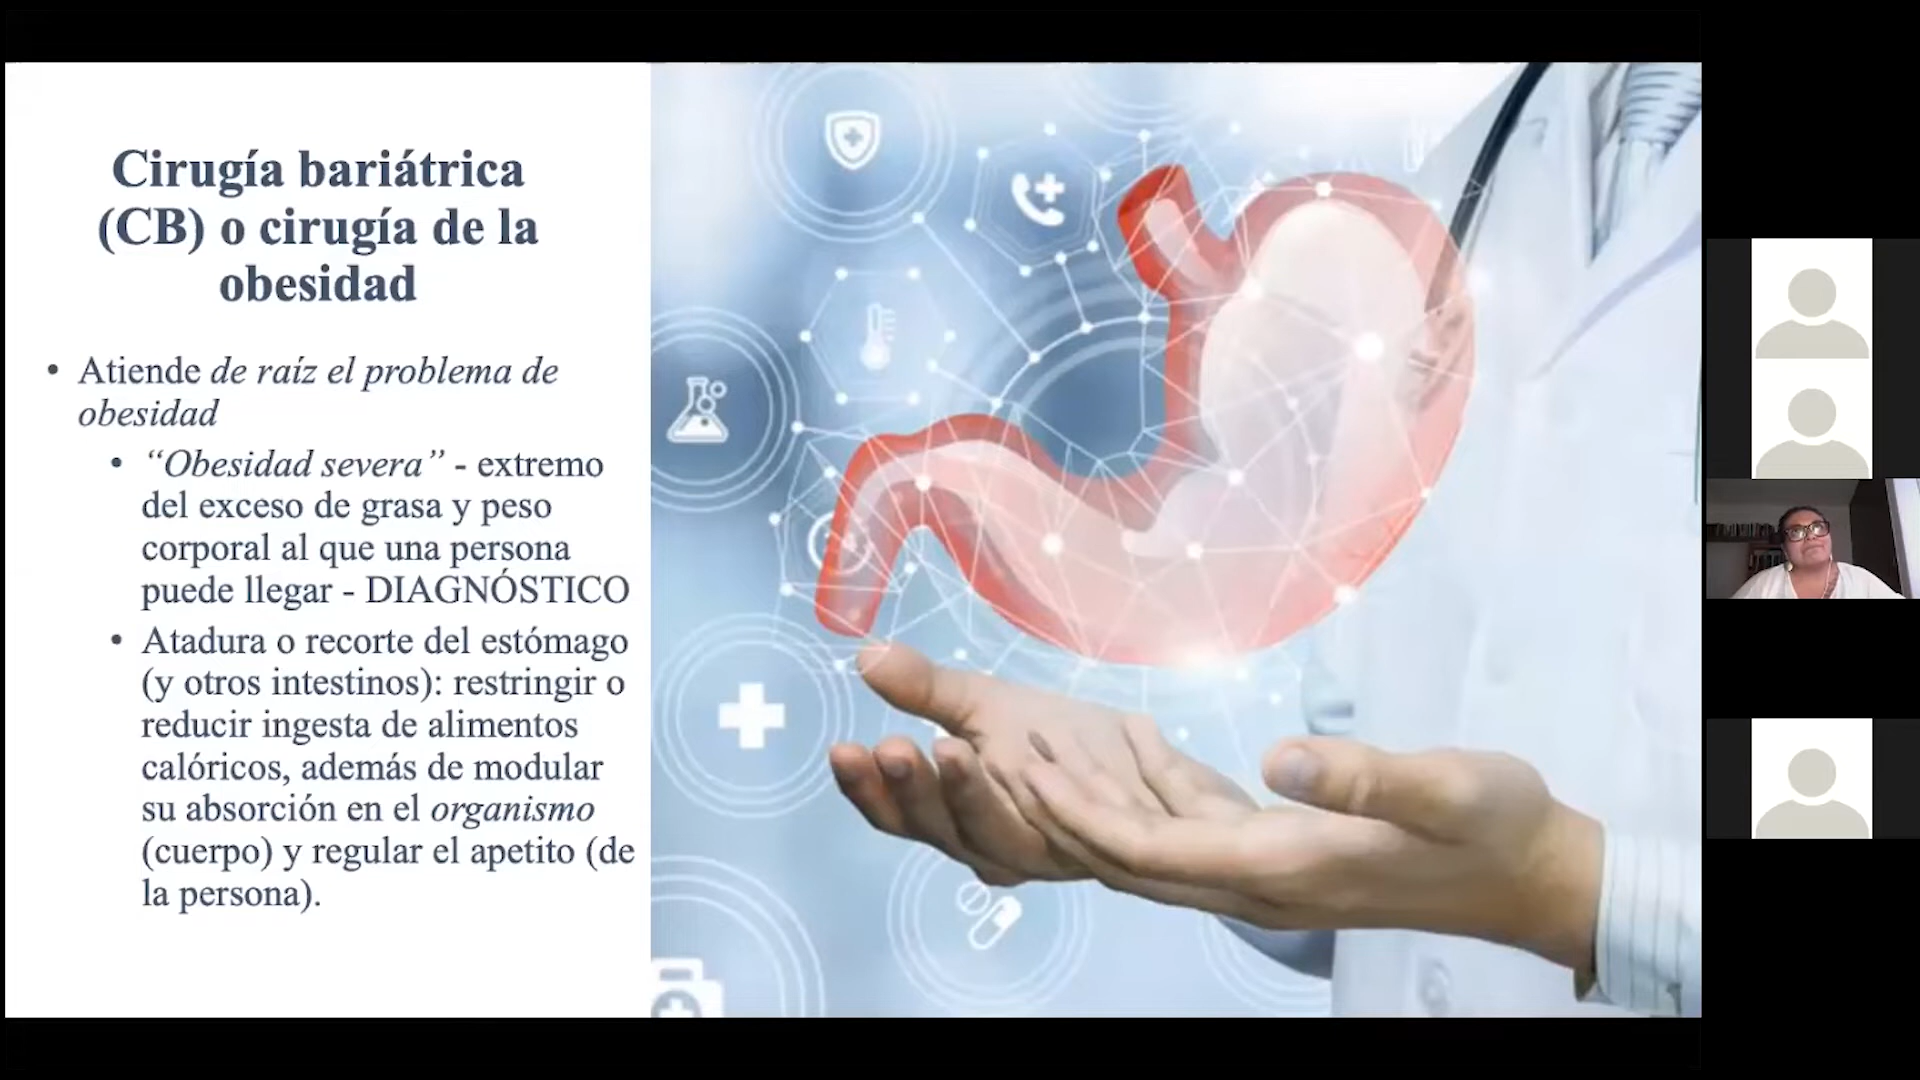 Cirugía bariátrica
(CB) o cirugía de la
obesidad
• Atiende de raíz el problema de
obesidad
• “Obesidad severa” - extremo
del exceso de grasa y peso
corporal al que una persona
puede llegar - DIAGNÓSTICO
• Atadura o recorte del estómago
(y otros intestinos): restringir o
reducir ingesta de alimentos
calóricos, además de modular
su absorción en el organismo
(cuerpo) y regular el apetito (de
la persona).